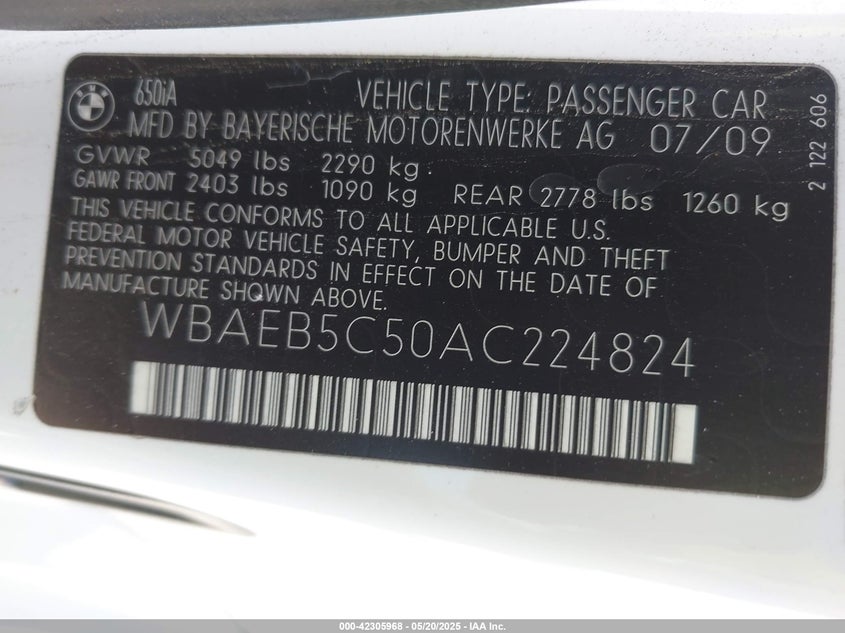 BMW
650iA
VEHICLE TYPE: PASSENGER CAR
MFD BY BAYERISCHE MOTORENWERKE AG 07/09
GVWR 5049 lbs 2290 kg
GAWR FRONT 2403 lbs 1090 kg REAR 2778 lbs 1260 kg
THIS VEHICLE CONFORMS TO ALL APPLICABLE U.S.
FEDERAL MOTOR VEHICLE SAFETY, BUMPER AND THEFT
PREVENTION STANDARDS IN EFFECT ON THE DATE OF
MANUFACTURE SHOWN ABOVE.
WBAEB5C50AC224824
2 122 606
000-42305968 - 05/20/2025 - IAA Inc.